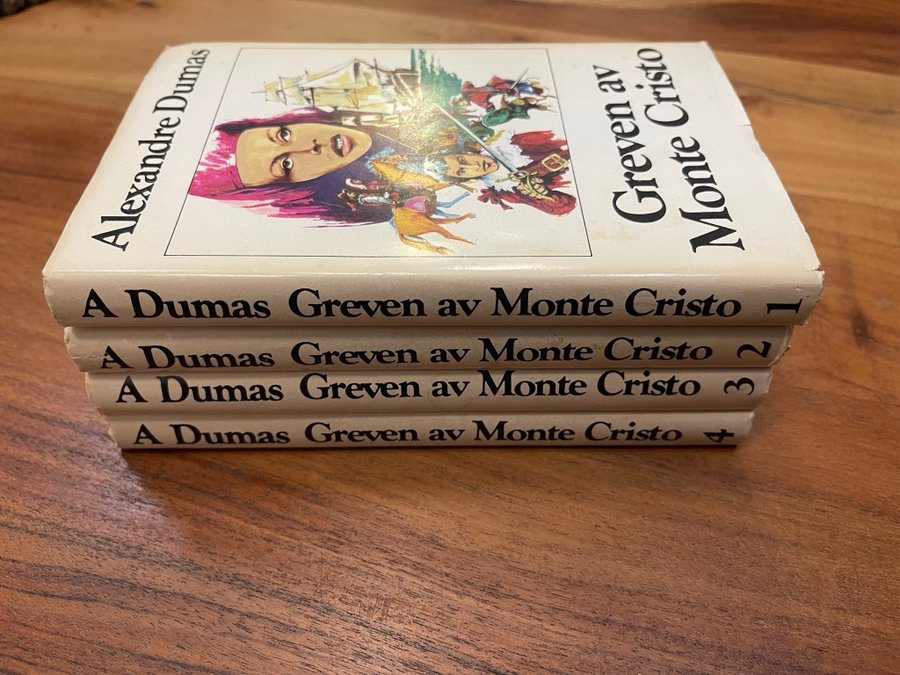 Alexandre Dumas
Greven av
Monte Cristo
A Dumas Greven av Monte Cristo 1
A Dumas Greven av Monte Cristo 2
A Dumas Greven av Monte Cristo 3
A Dumas Greven av Monte Cristo 4